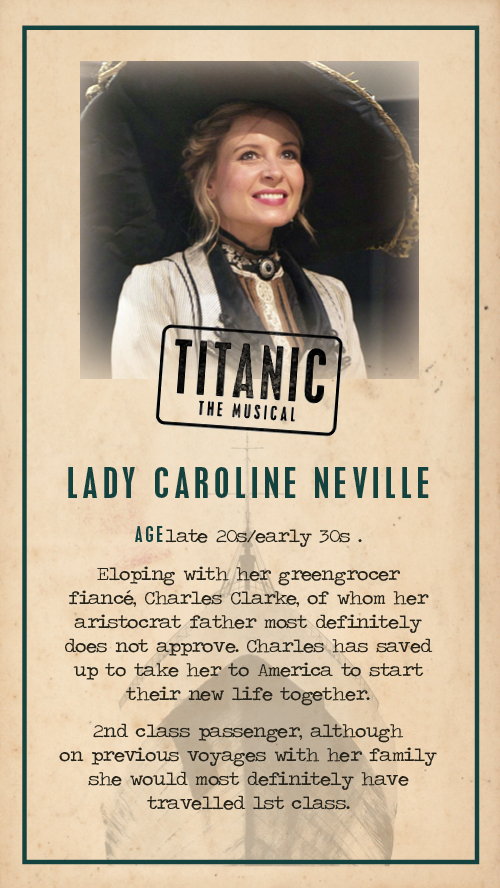 TITANIC
THE MUSICAL
LADY CAROLINE NEVILLE
AGE late 20s/early 30s .
Eloping with her greengrocer
fiancé, Charles Clarke, of whom her
aristocrat father most definitely
does not approve. Charles has saved
up to take her to America to start
their new life together.
2nd class passenger, although
on previous voyages with her family
she would most definitely have
travelled 1st class.